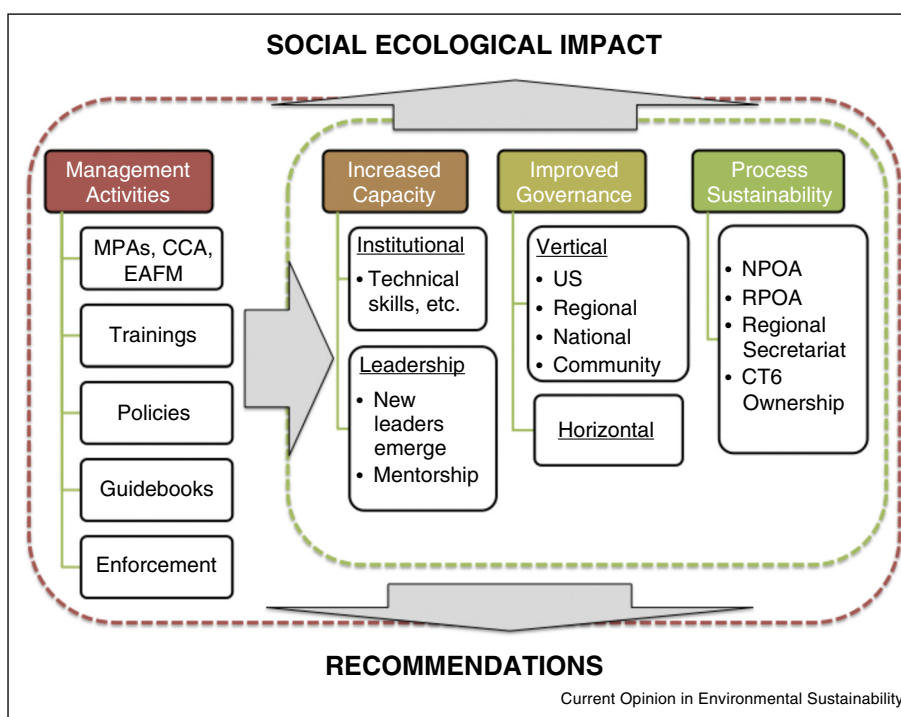 SOCIAL ECOLOGICAL IMPACT
Management
Activities
MPAs, CCA,
EAFM
Trainings
Policies
Guidebooks
Enforcement
Increased
Capacity
Institutional
• Technical
skills, etc.
Leadership
• New
leaders
emerge
• Mentorship
Improved
Governance
Vertical
• US
• Regional
• National
• Community
Horizontal
Process
Sustainability
• NPOA
• RPOA
• Regional
Secretariat
• CT6
Ownership
RECOMMENDATIONS
Current Opinion in Environmental Sustainability